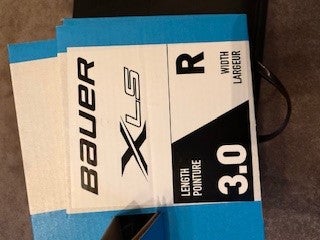 BAUER
XLS
R
WIDTH
LARGEUR
LENGTH
POINTURE
3.0